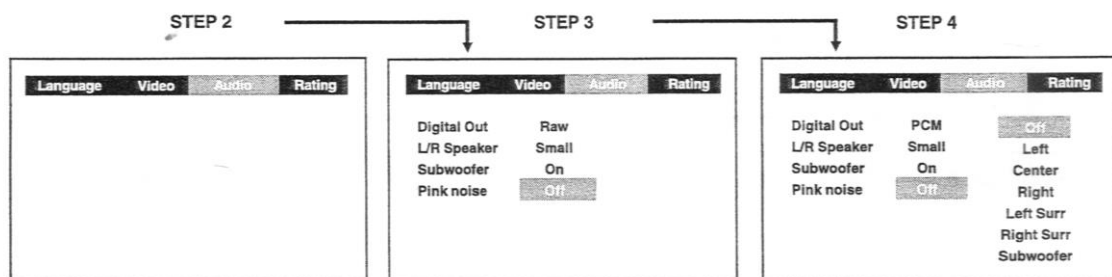 STEP 2
STEP 3
STEP 4
Language Video Audio Rating
Language Video Audio Rating
Digital Out Raw
L/R Speaker Small
Subwoofer On
Pink noise Off
Language Video Audio Rating
Digital Out PCM Off
L/R Speaker Small Left
Subwoofer On Center
Pink noise Off Right
Left Surr
Right Surr
Subwoofer